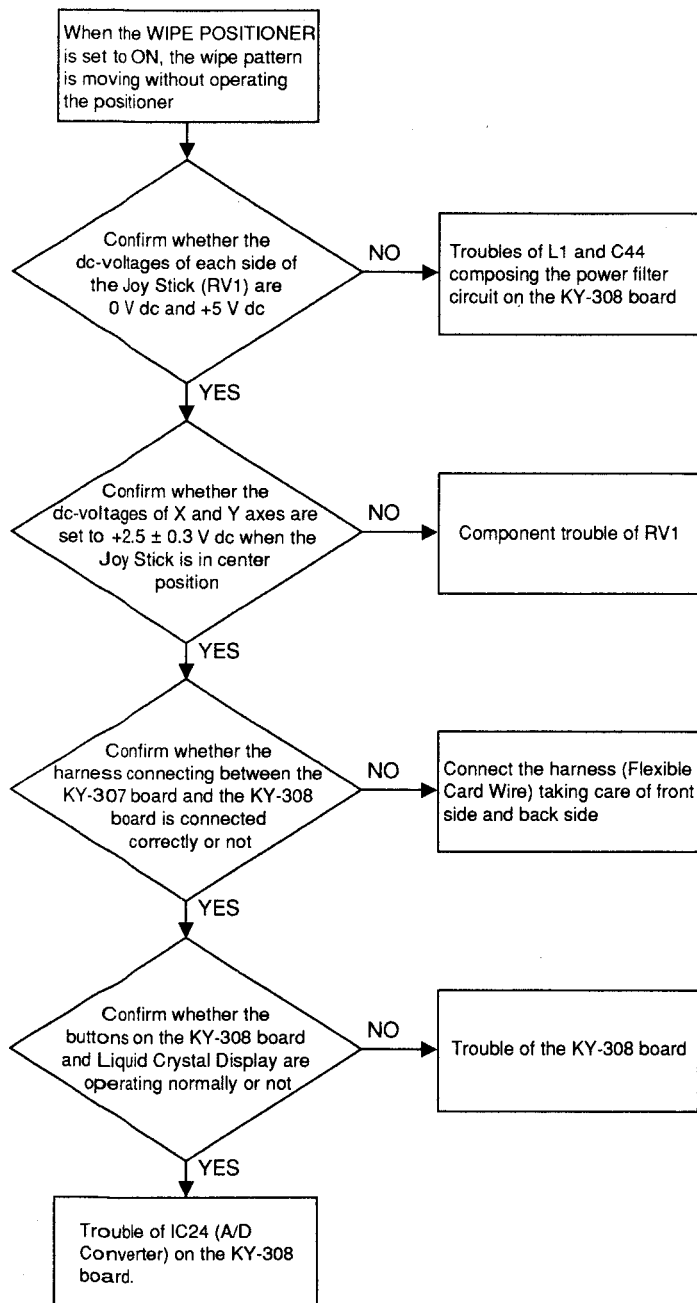 When the WIPE POSITIONER
is set to ON, the wipe pattern
is moving without operating
the positioner
Confirm whether the
dc-voltages of each side of
the Joy Stick (RV1) are
0 V dc and +5 V dc
NO
Troubles of L1 and C44
composing the power filter
circuit on the KY-308 board
YES
Confirm whether the
dc-voltages of X and Y axes are
set to +2.5 ± 0.3 V dc when the
Joy Stick is in center
position
NO
Component trouble of RV1
YES
Confirm whether the
harness connecting between the
KY-307 board and the KY-308
board is connected
correctly or not
NO
Connect the harness (Flexible
Card Wire) taking care of front
side and back side
YES
Confirm whether the
buttons on the KY-308 board
and Liquid Crystal Display are
operating normally or not
NO
Trouble of the KY-308 board
YES
Trouble of IC24 (A/D
Converter) on the KY-308
board.